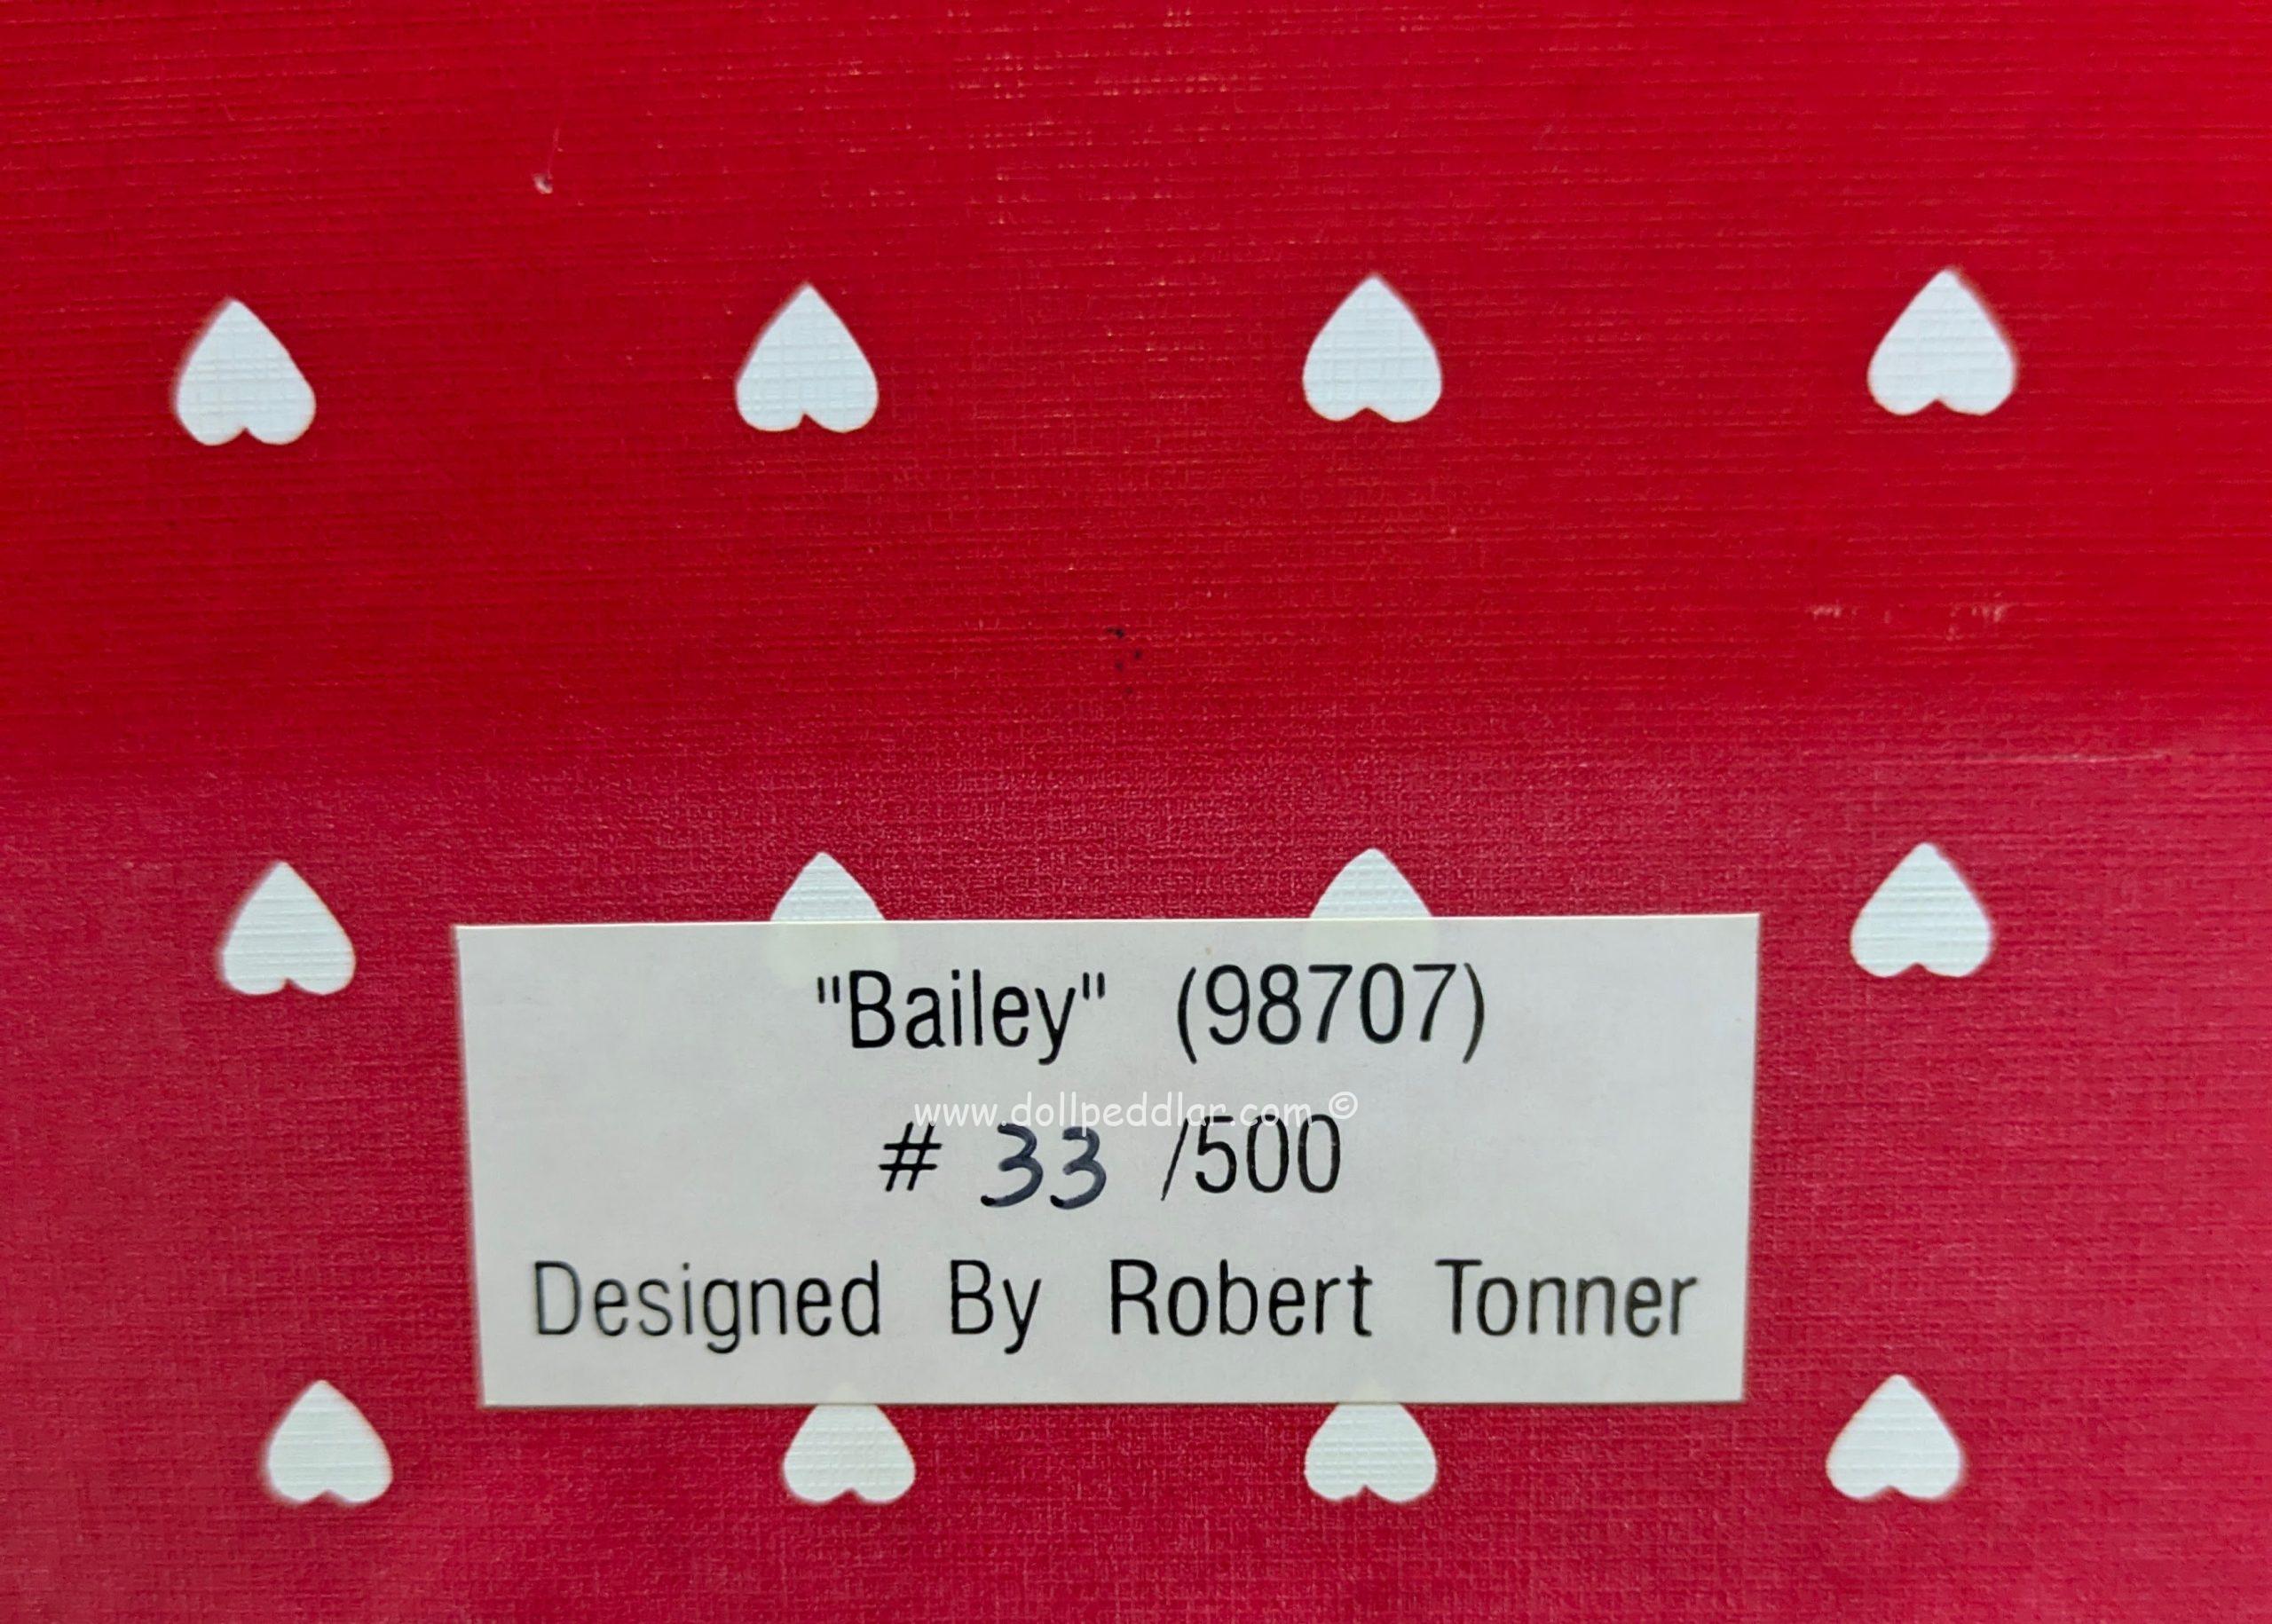 "Bailey" (98707)
www.dollpeddlar.com ©
# 33 /500
Designed By Robert Tonner